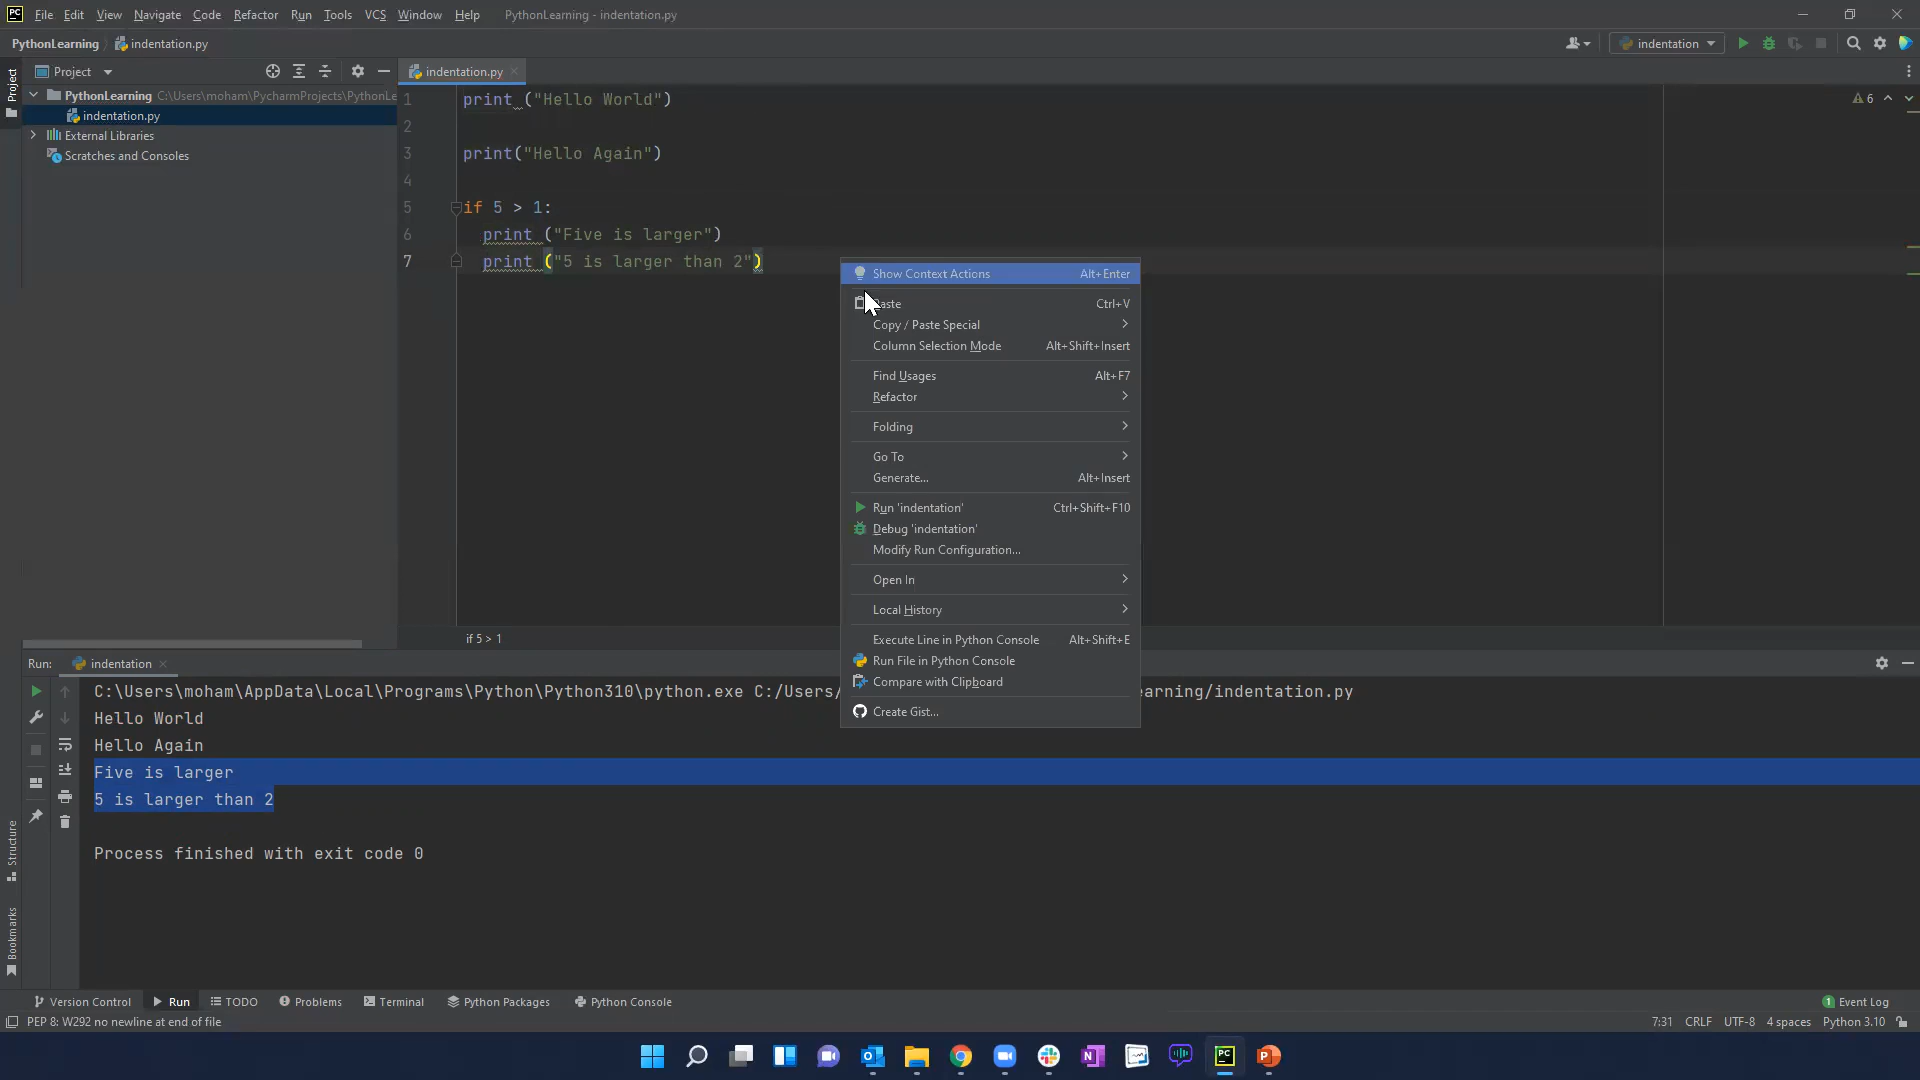 File Edit View Navigate Code Refactor Run Tools VCS Window Help PythonLearning - indentation.py
PythonLearning indentation.py indentation
Project indentation.py
PythonLearning C:\Users\moham\PycharmProjects\PythonLe
indentation.py
External Libraries
Scratches and Consoles
Project
1 print ("Hello World")
2
3 print("Hello Again")
4
5 if 5 > 1:
6 print ("Five is larger")
7 print ("5 is larger than 2")
6
Show Context Actions Alt+Enter
Paste Ctrl+V
Copy / Paste Special
Column Selection Mode Alt+Shift+Insert
Find Usages Alt+F7
Refactor
Folding
Go To
Generate... Alt+Insert
Run 'indentation' Ctrl+Shift+F10
Debug 'indentation'
Modify Run Configuration...
Open In
Local History
Execute Line in Python Console Alt+Shift+E
Run File in Python Console
Compare with Clipboard
Create Gist...
if 5 > 1
Run: indentation
C:\Users\moham\AppData\Local\Programs\Python\Python310\python.exe C:/Users/ earning/indentation.py
Hello World
Hello Again
Five is larger
5 is larger than 2
Process finished with exit code 0
Structure
Bookmarks
Version Control Run TODO Problems Terminal Python Packages Python Console 1 Event Log
PEP 8: W292 no newline at end of file 7:31 CRLF UTF-8 4 spaces Python 3.10